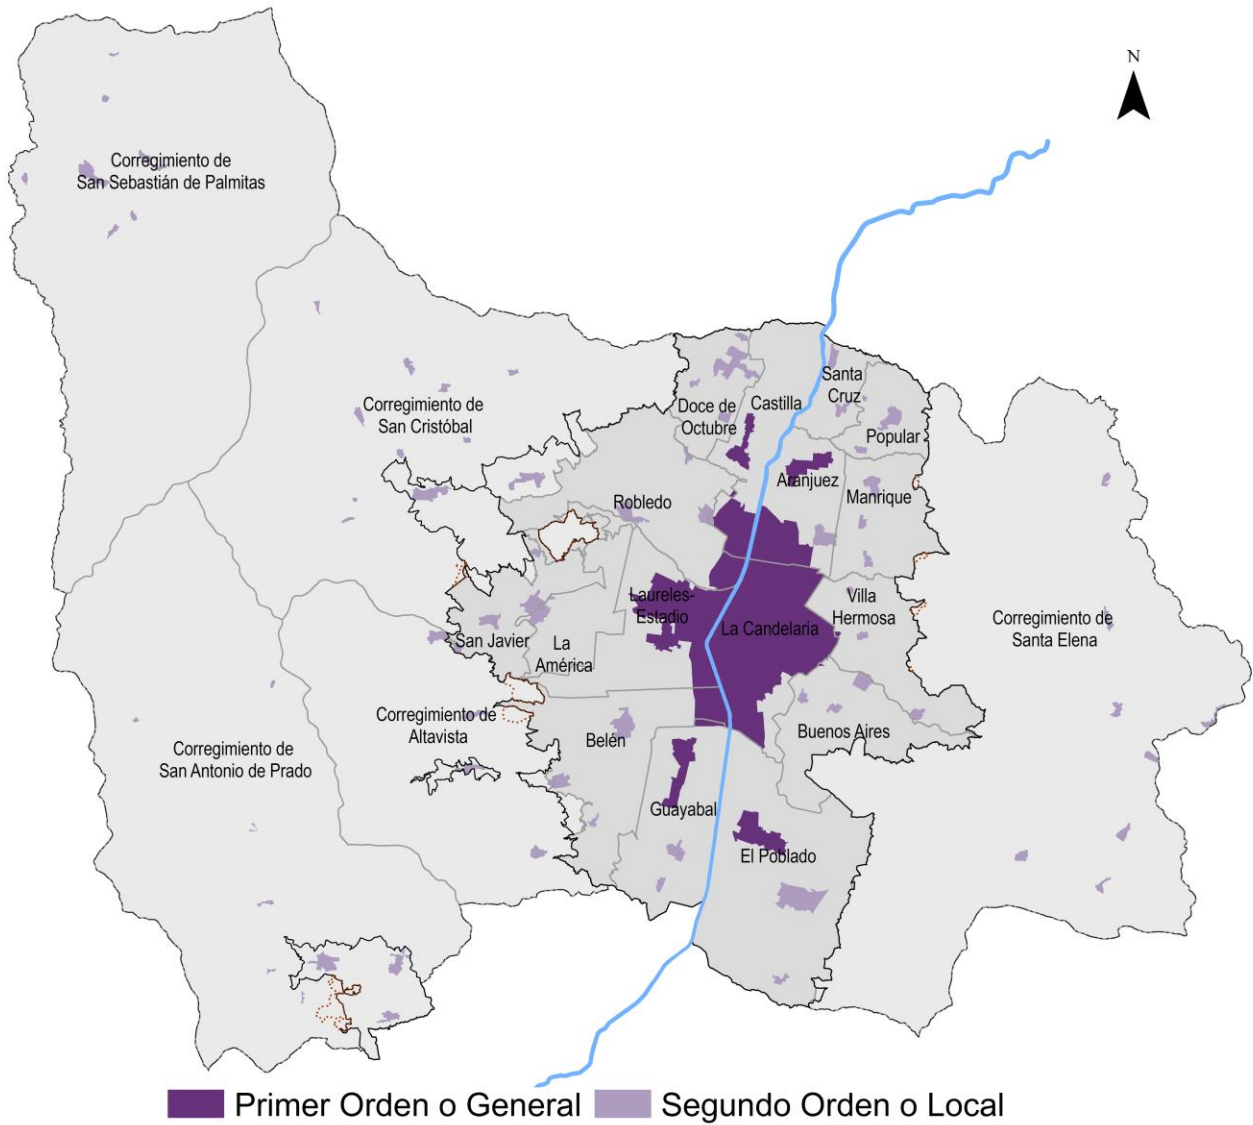 N
Corregimiento de
San Sebastián de Palmitas
Corregimiento de
San Cristóbal
Doce de
Octubre
Castilla
Santa
Cruz
Popular
Aranjuez
Manrique
Robledo
Laureles-
Estadio
La Candelaria
Villa
Hermosa
Corregimiento de
Santa Elena
San Javier
La
América
Corregimiento de
Altavista
Belén
Buenos Aires
Corregimiento de
San Antonio de Prado
Guayabal
El Poblado
Primer Orden o General
Segundo Orden o Local